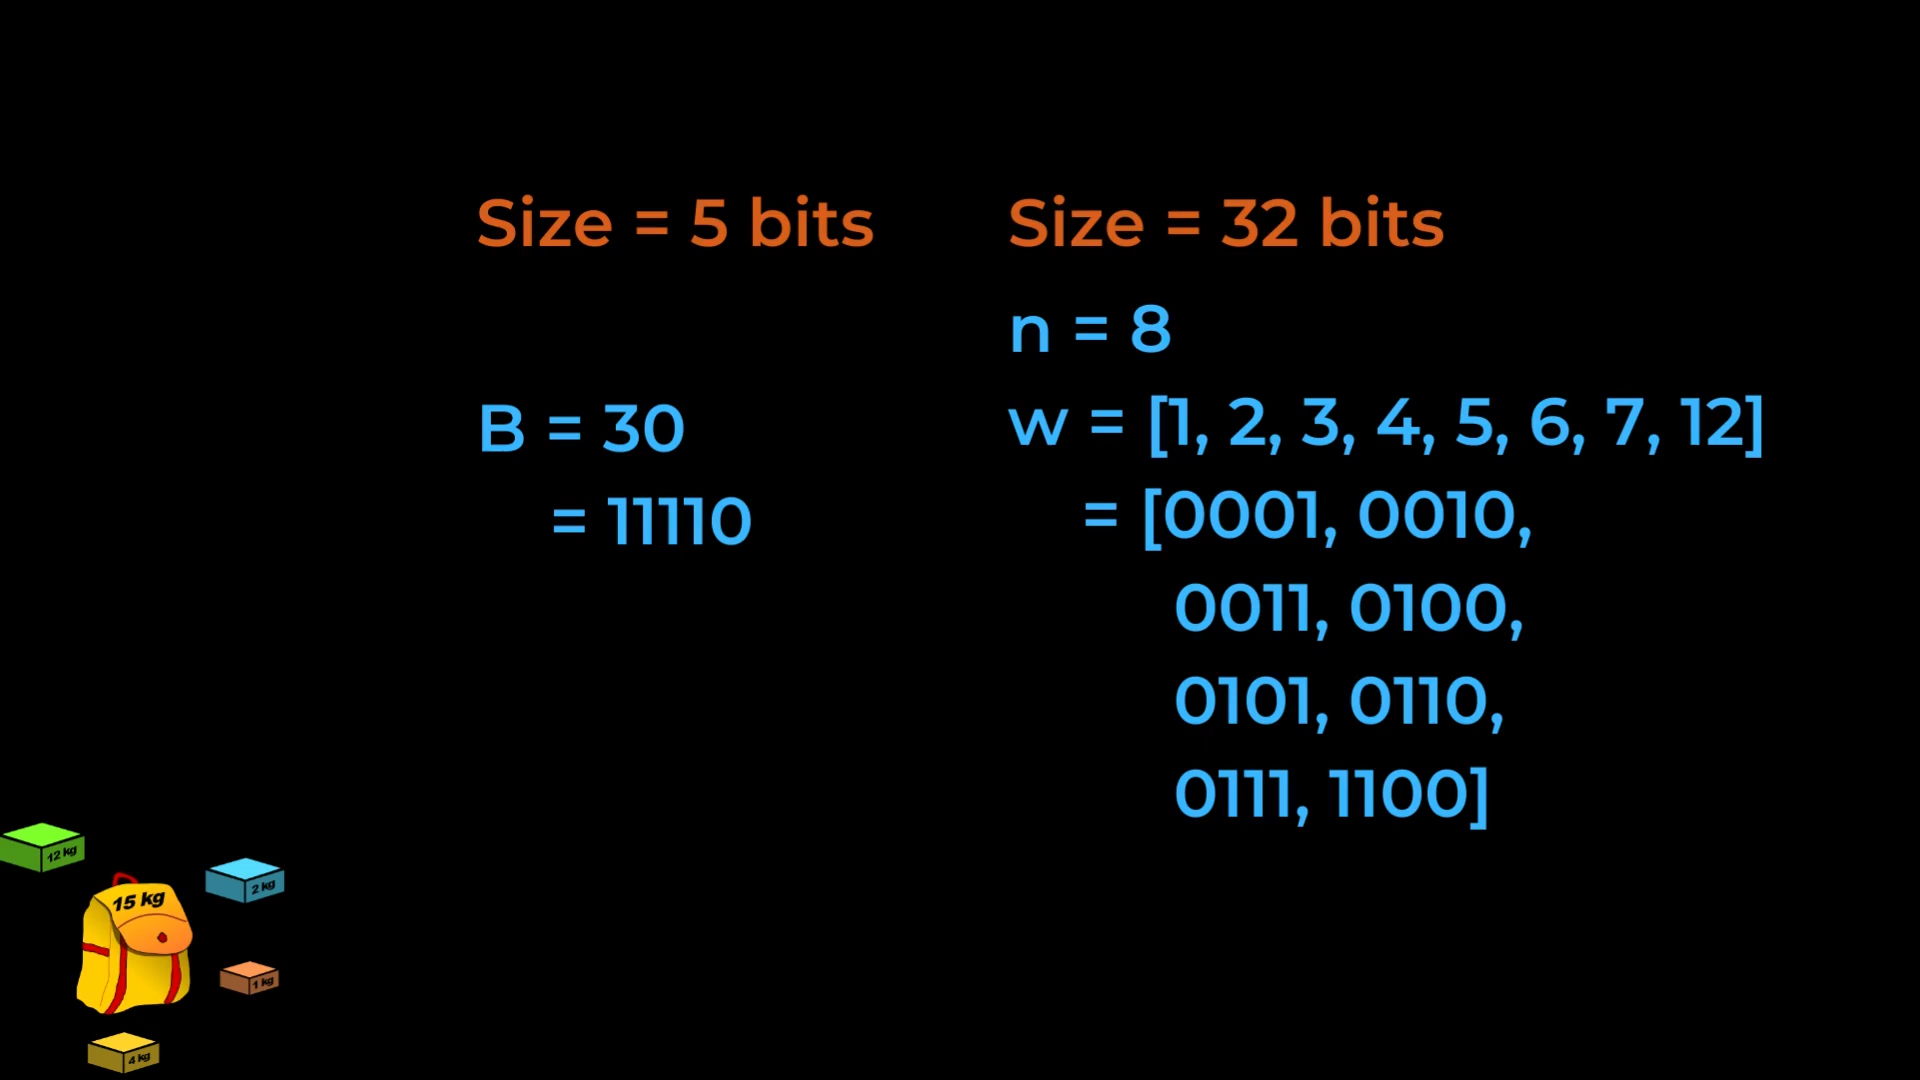 Size = 5 bits
B = 30
= 11110
Size = 32 bits
n = 8
w = [1, 2, 3, 4, 5, 6, 7, 12]
= [0001, 0010,
0011, 0100,
0101, 0110,
0111, 1100]
12 kg
15 kg
2 kg
1 kg
4 kg